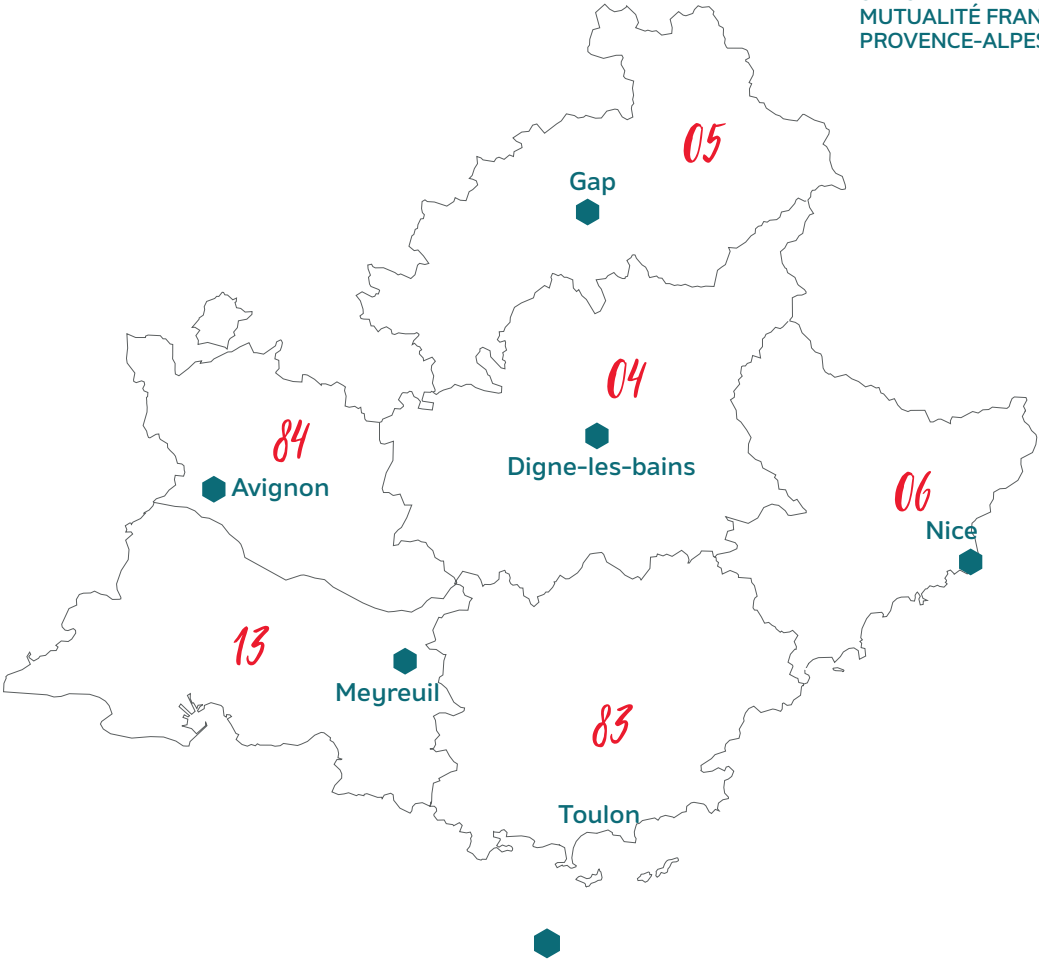 MUTUALITÉ FRAN
PROVENCE-ALPES
05
Gap
04
Digne-les-bains
84
Avignon
06
Nice
13
Meyreuil
83
Toulon